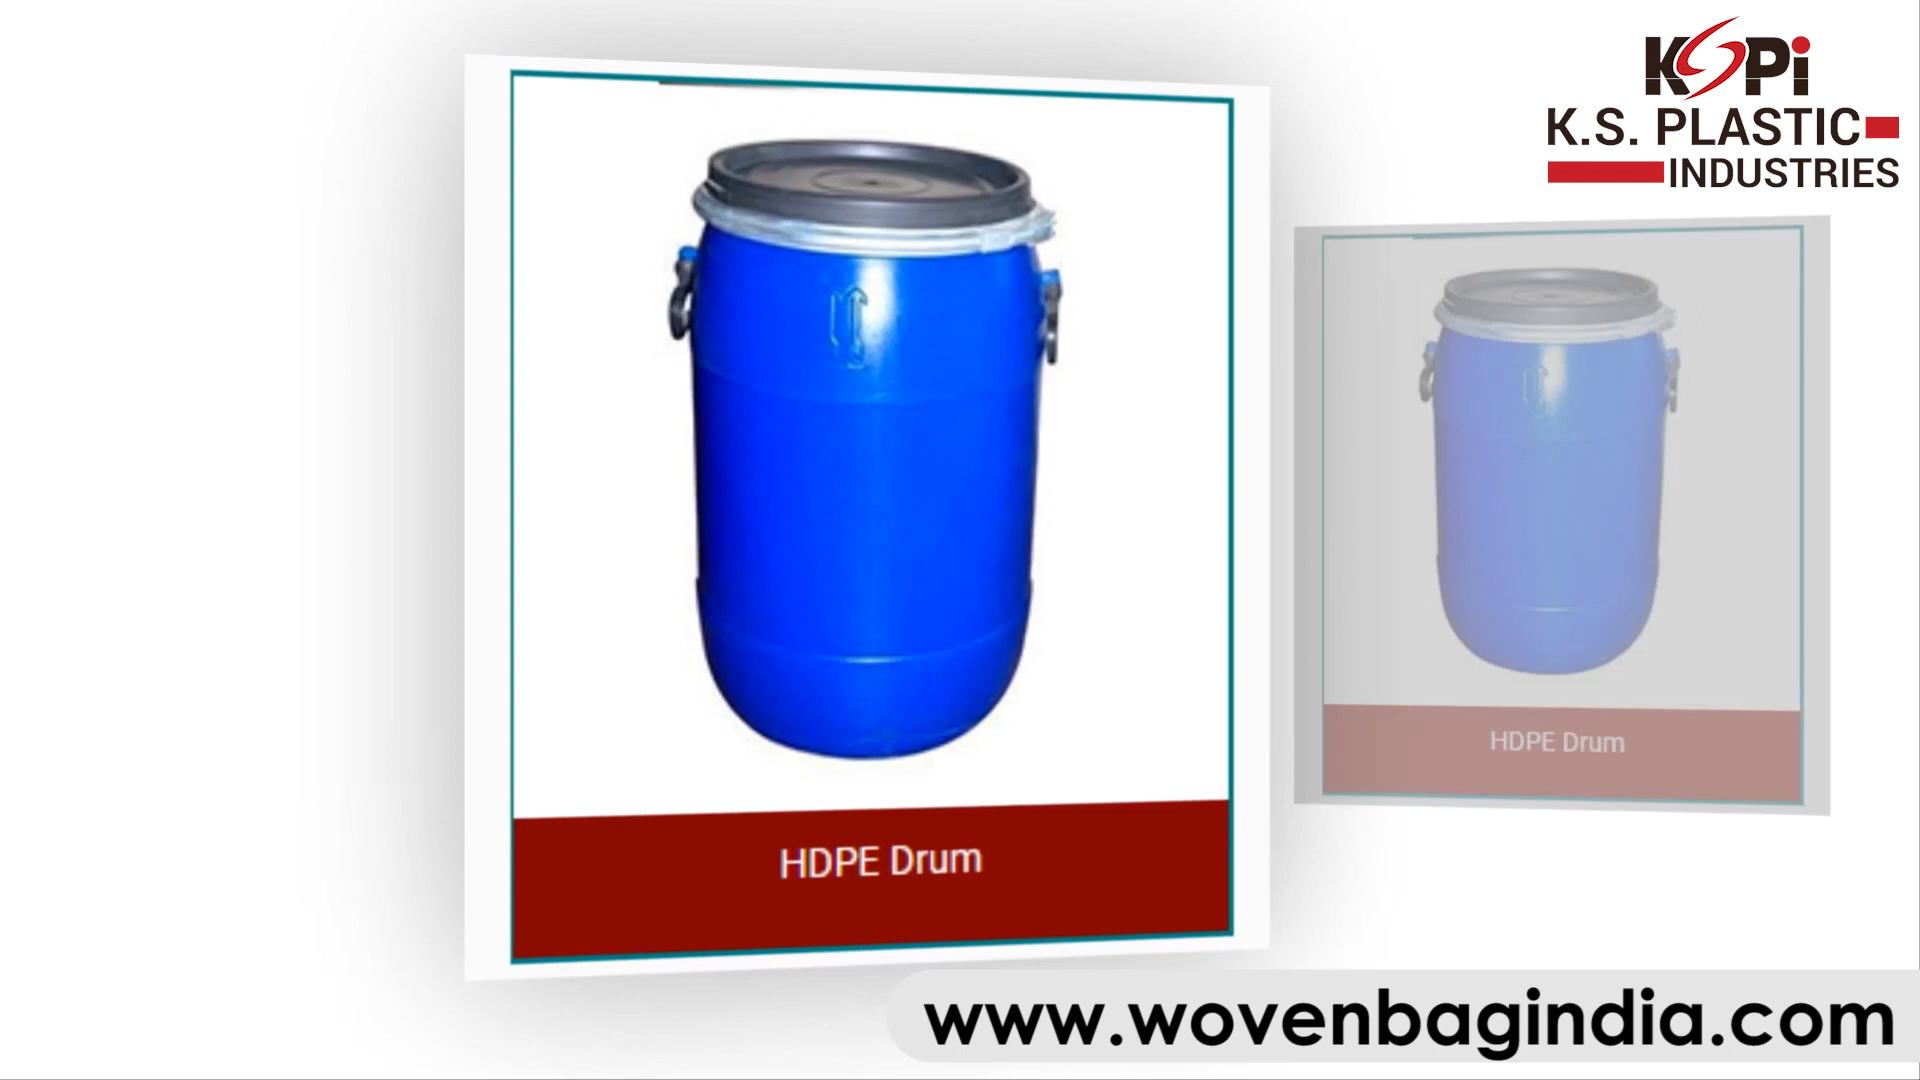 KSPi
K.S. PLASTIC
INDUSTRIES
HDPE Drum
HDPE Drum
www.wovenbagindia.com